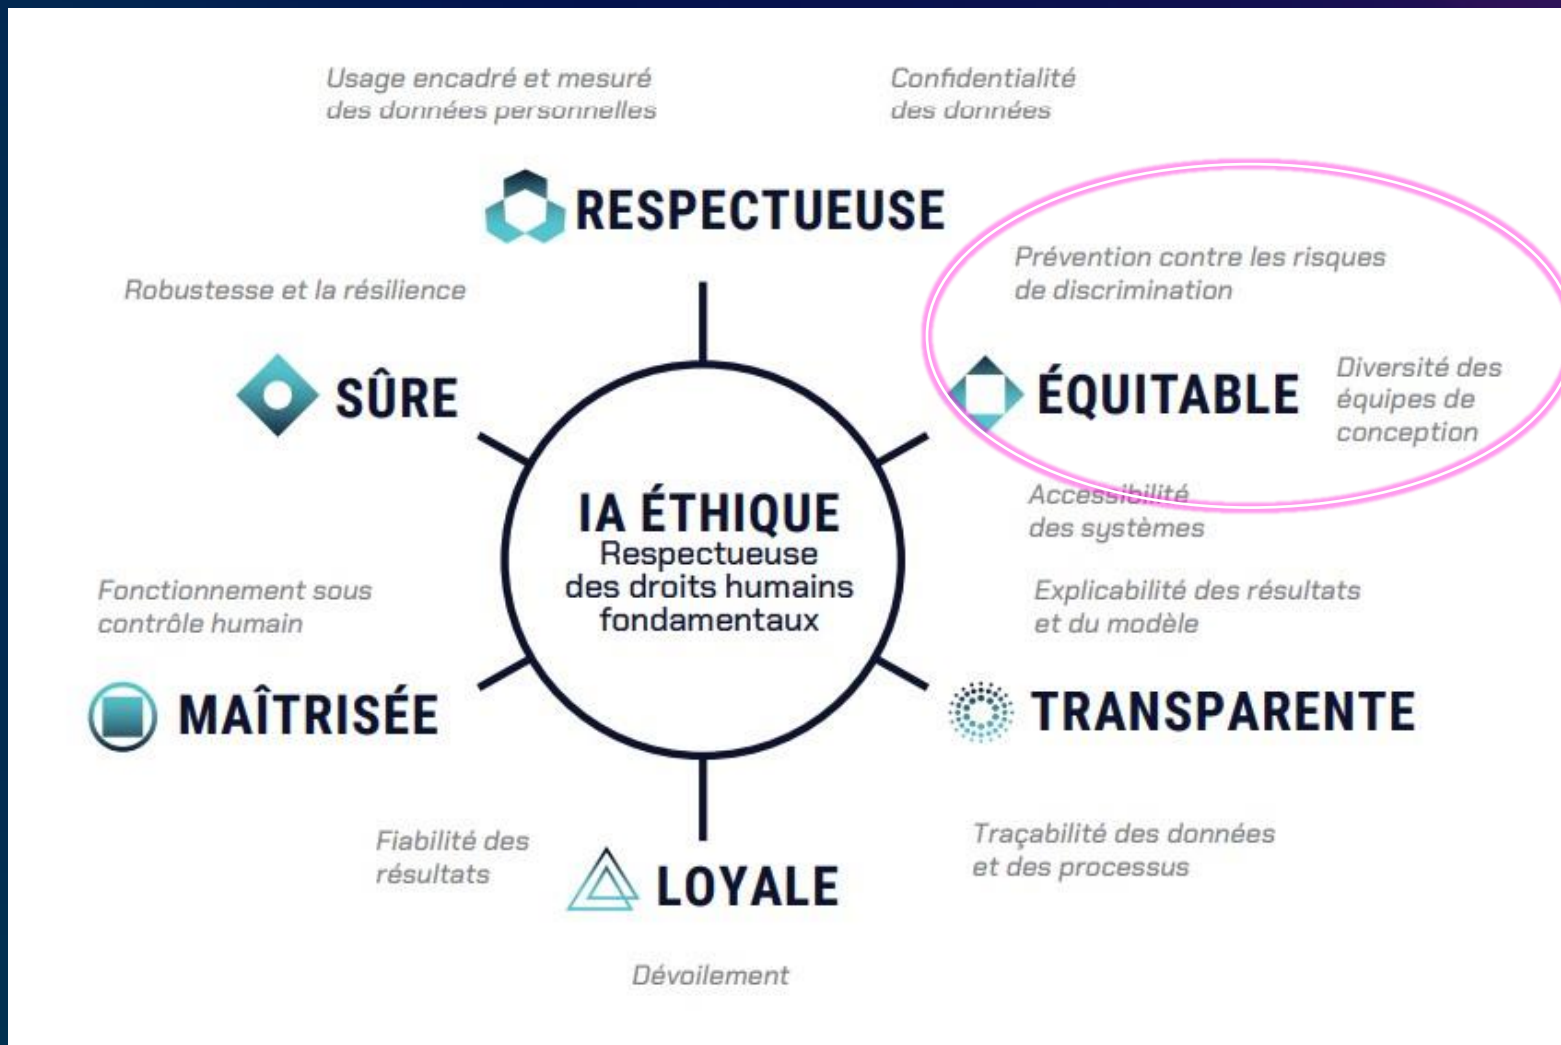 Usage encadré et mesuré
des données personnelles
Confidentialité
des données
RESPECTUEUSE
Prévention contre les risques
de discrimination
Robustesse et la résilience
SÛRE
ÉQUITABLE
Diversité des
équipes de
conception
Accessibilité
des systèmes
IA ÉTHIQUE
Respectueuse
des droits humains
fondamentaux
Fonctionnement sous
contrôle humain
Explicabilité des résultats
et du modèle
MAÎTRISÉE
TRANSPARENTE
Fiabilité des
résultats
LOYALE
Traçabilité des données
et des processus
Dévoilement